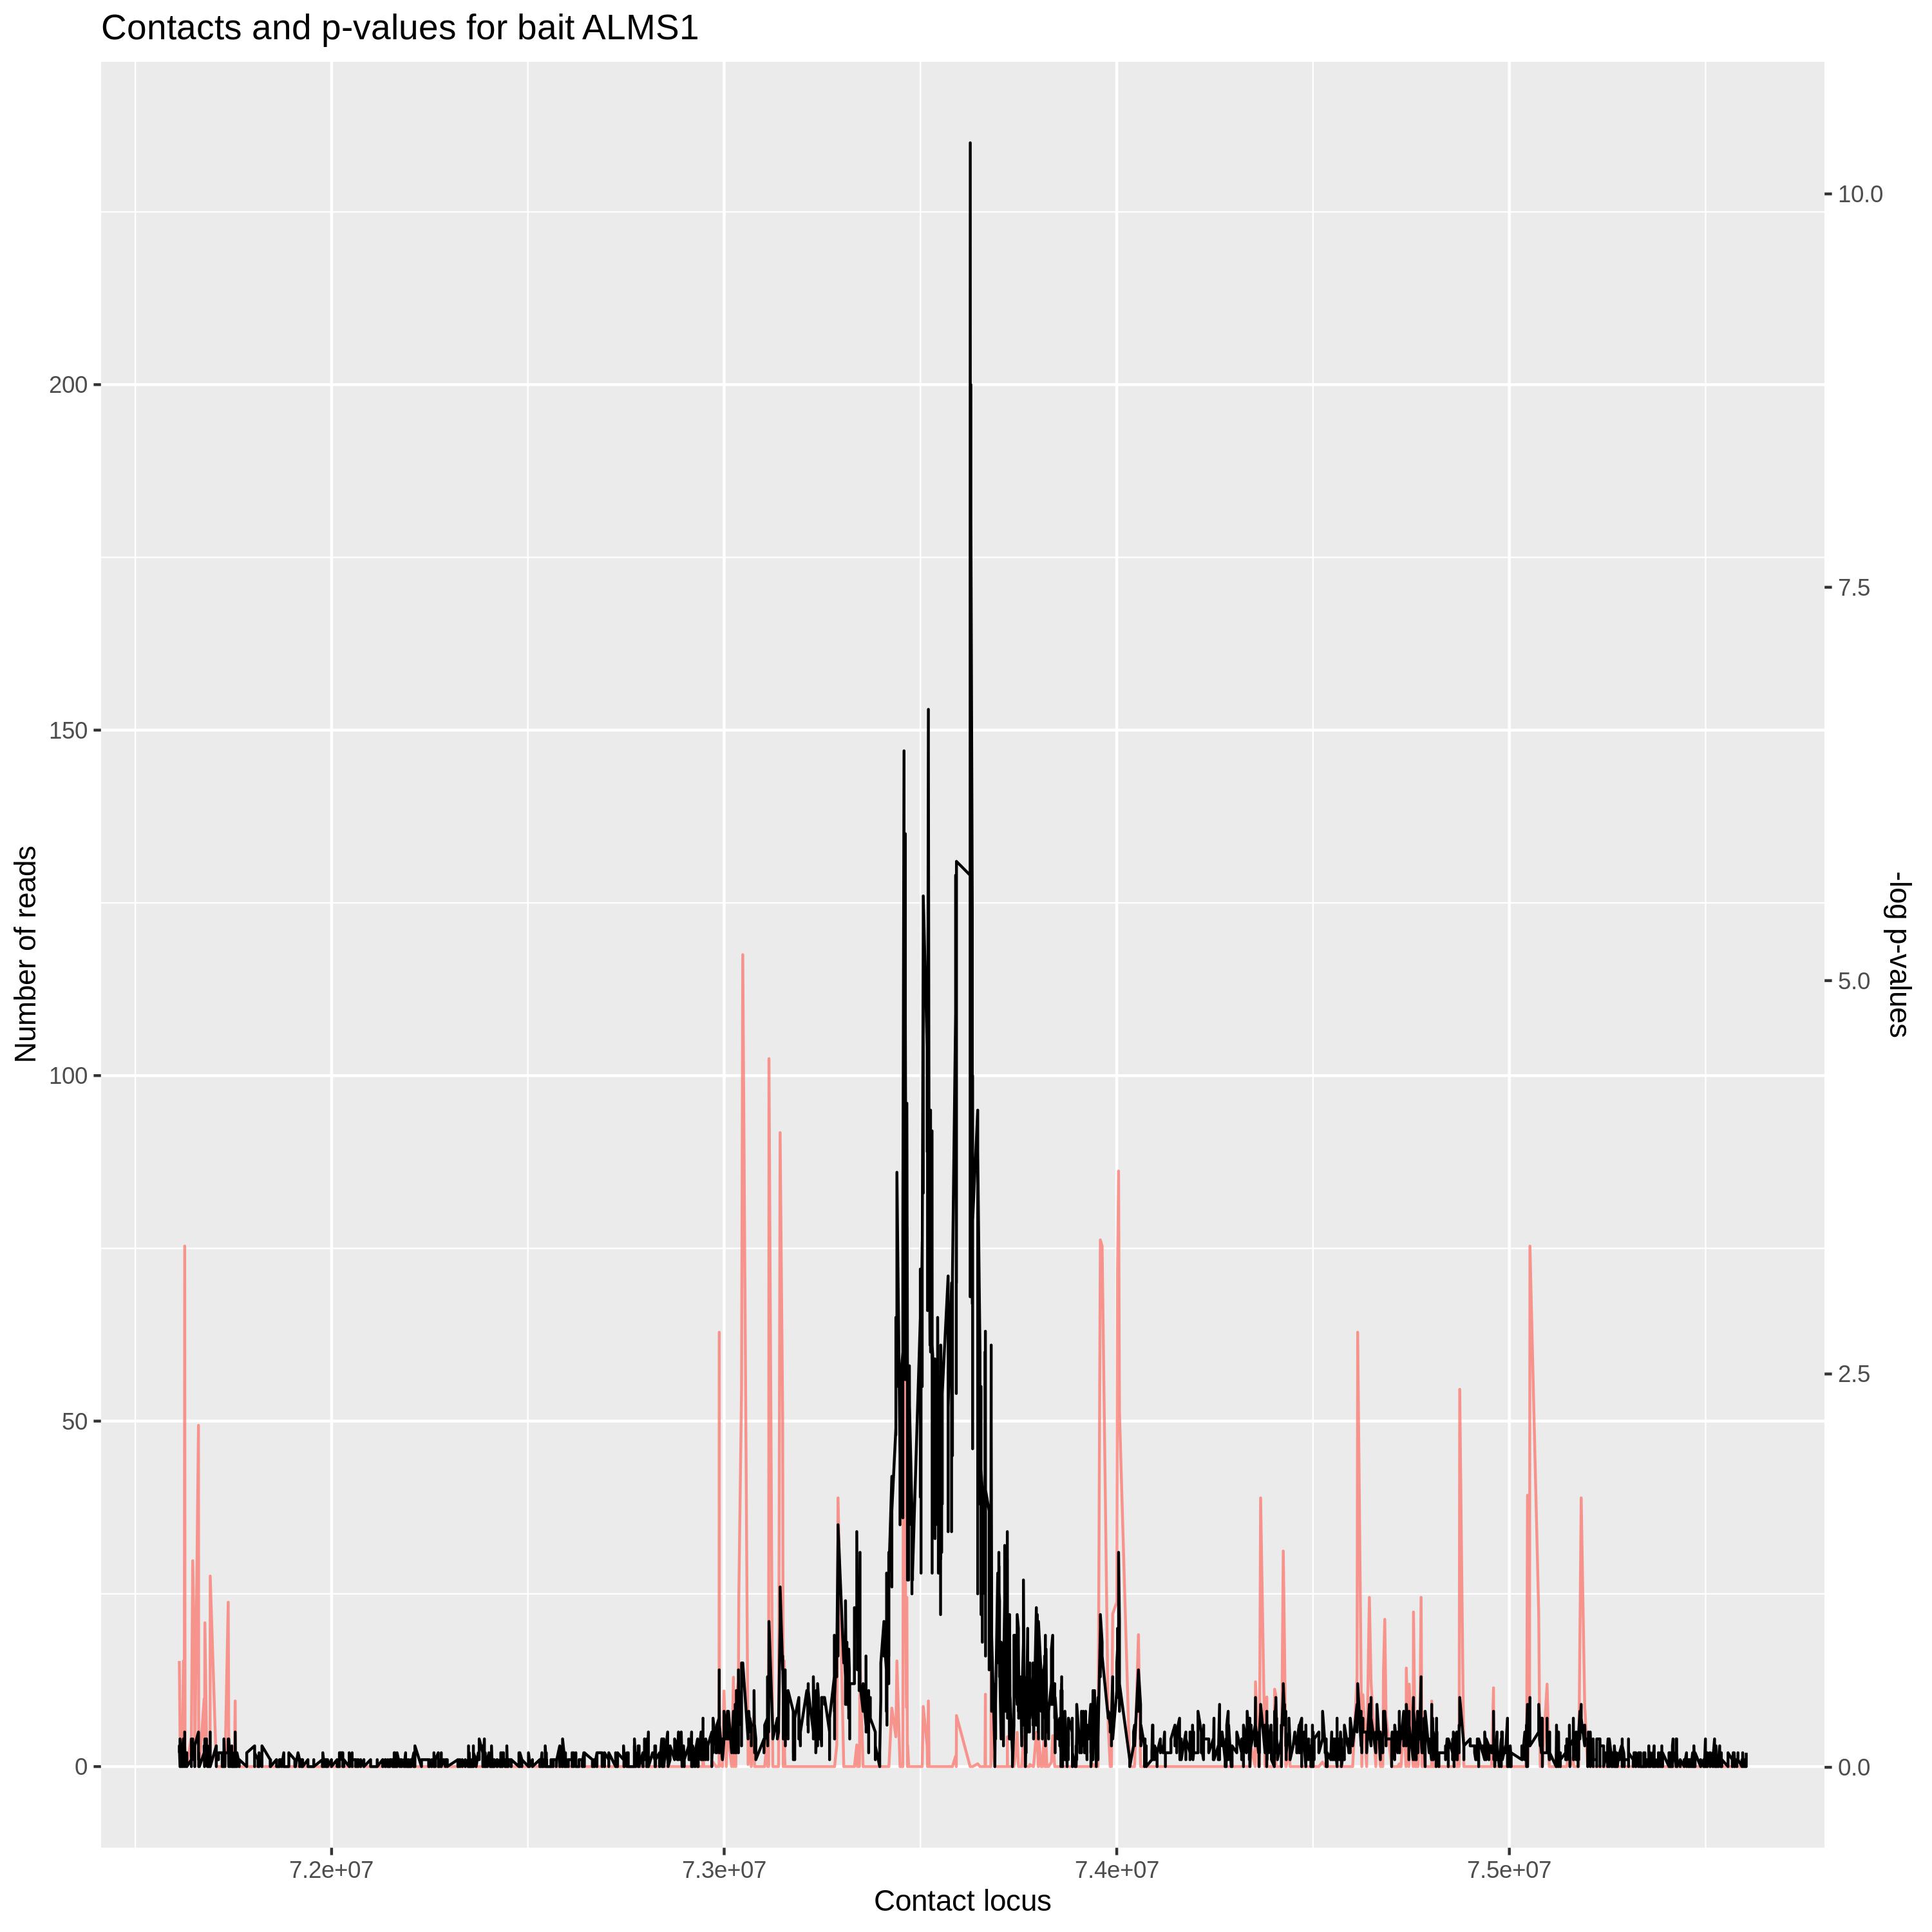 Contacts and p-values for bait ALMS1
Number of reads
200
150
100
50
0
10.0
7.5
5.0
2.5
0.0
-log p-values
7.2e+07
7.3e+07
7.4e+07
7.5e+07
Contact locus